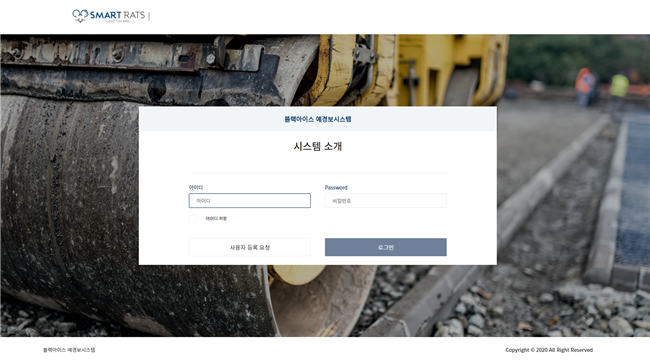 SMART RATS
블랙아이스 예경보시스템
시스템 소개
아이디 Password
아이디 비밀번호
아이디 저장
사용자 등록 요청 로그인
블랙아이스 예경보시스템 Copyright © 2020 All Right Reserved